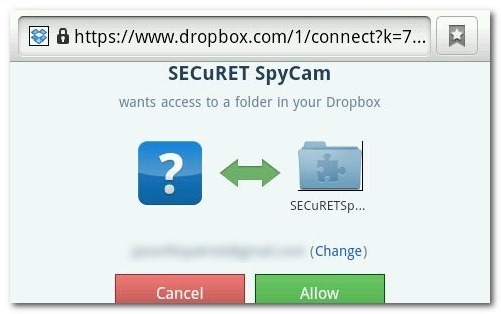 https://www.dropbox.com/1/connect?k=7...
SECuRET SpyCam
wants access to a folder in your Dropbox
?
SECuRETSp...
(Change)
Cancel
Allow